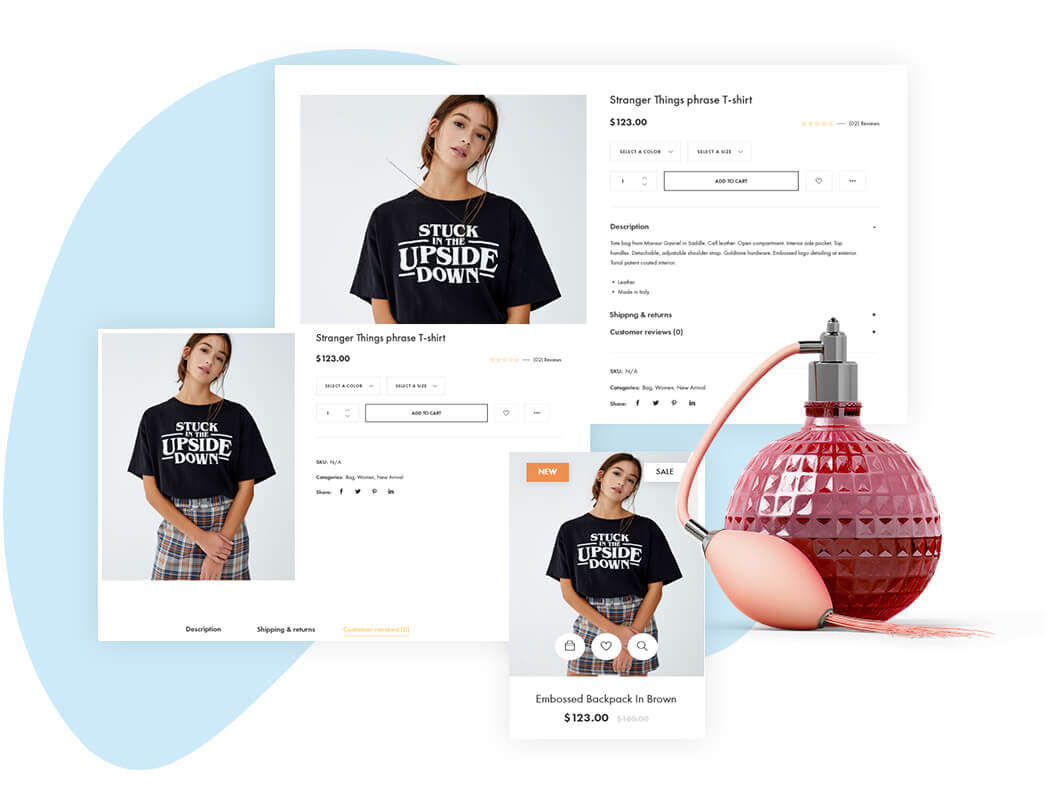 Stranger Things phrase T-shirt
$123.00
(02) Reviews
SELECT A COLOR
SELECT A SIZE
1
ADD TO CART
Description
-
Tote bag from Mansur Gavriel in Saddle. Calf leather. Open compartment. Interior side pocket. Top
handles. Detachable, adjustable shoulder strap. Goldtone hardware. Embossed logo detailing at exterior.
Tonal patent coated interior.
• Leather
• Made in Italy
Shippng & returns
Customer reviews (0)
SKU: N/A
Categories: Bag, Women, New Arrival
Share:
STUCK
IN THE
UPSIDE
DOWN
Stranger Things phrase T-shirt
$123.00
(02) Reviews
SELECT A COLOR
SELECT A SIZE
1
ADD TO CART
SKU: N/A
Categories: Bag, Women, New Arrival
Share:
STUCK
IN THE
UPSIDE
DOWN
Description
Shipping & returns
Customer reviews (0)
NEW
SALE
STUCK
IN THE
UPSIDE
DOWN
Embossed Backpack In Brown
$123.00